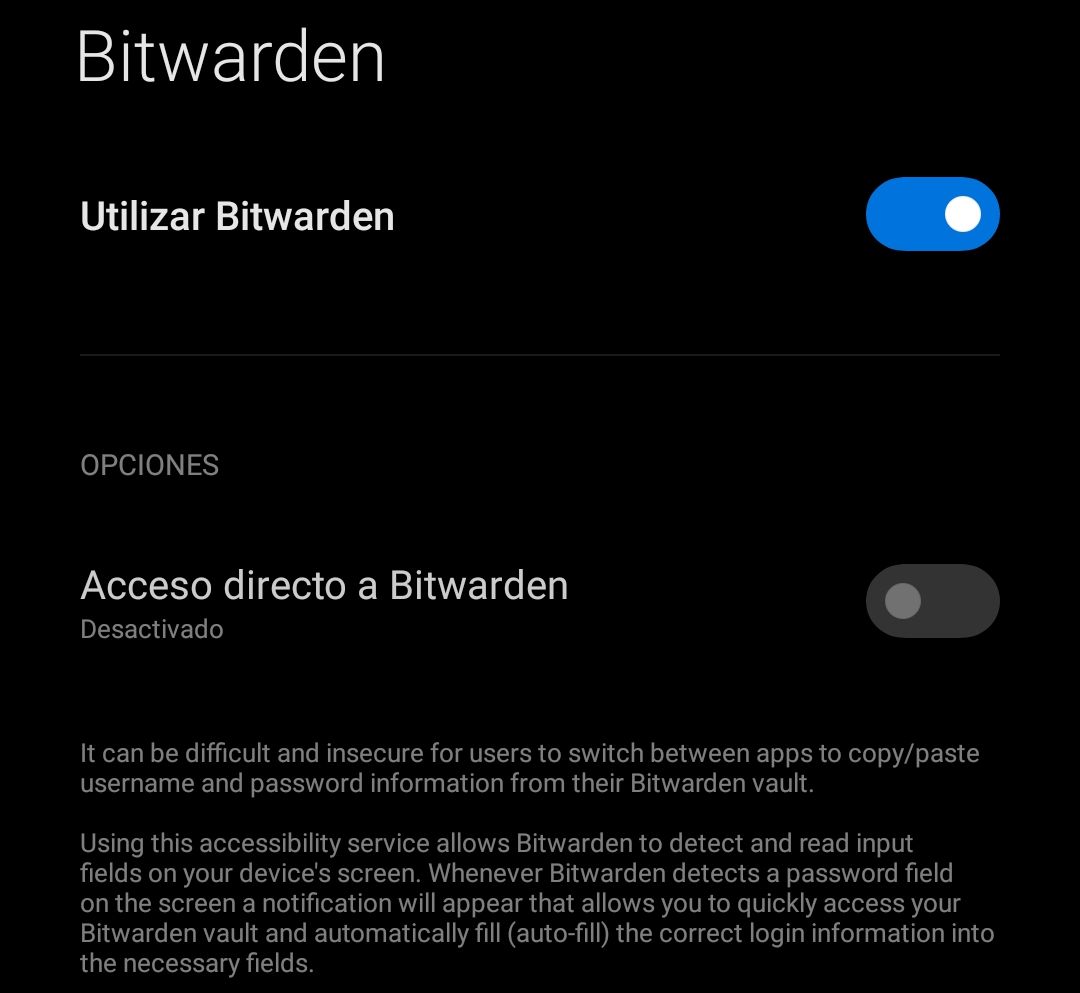 Bitwarden
Utilizar Bitwarden
OPCIONES
Acceso directo a Bitwarden
Desactivado
It can be difficult and insecure for users to switch between apps to copy/paste
username and password information from their Bitwarden vault.
Using this accessibility service allows Bitwarden to detect and read input
fields on your device's screen. Whenever Bitwarden detects a password field
on the screen a notification will appear that allows you to quickly access your
Bitwarden vault and automatically fill (auto-fill) the correct login information into
the necessary fields.